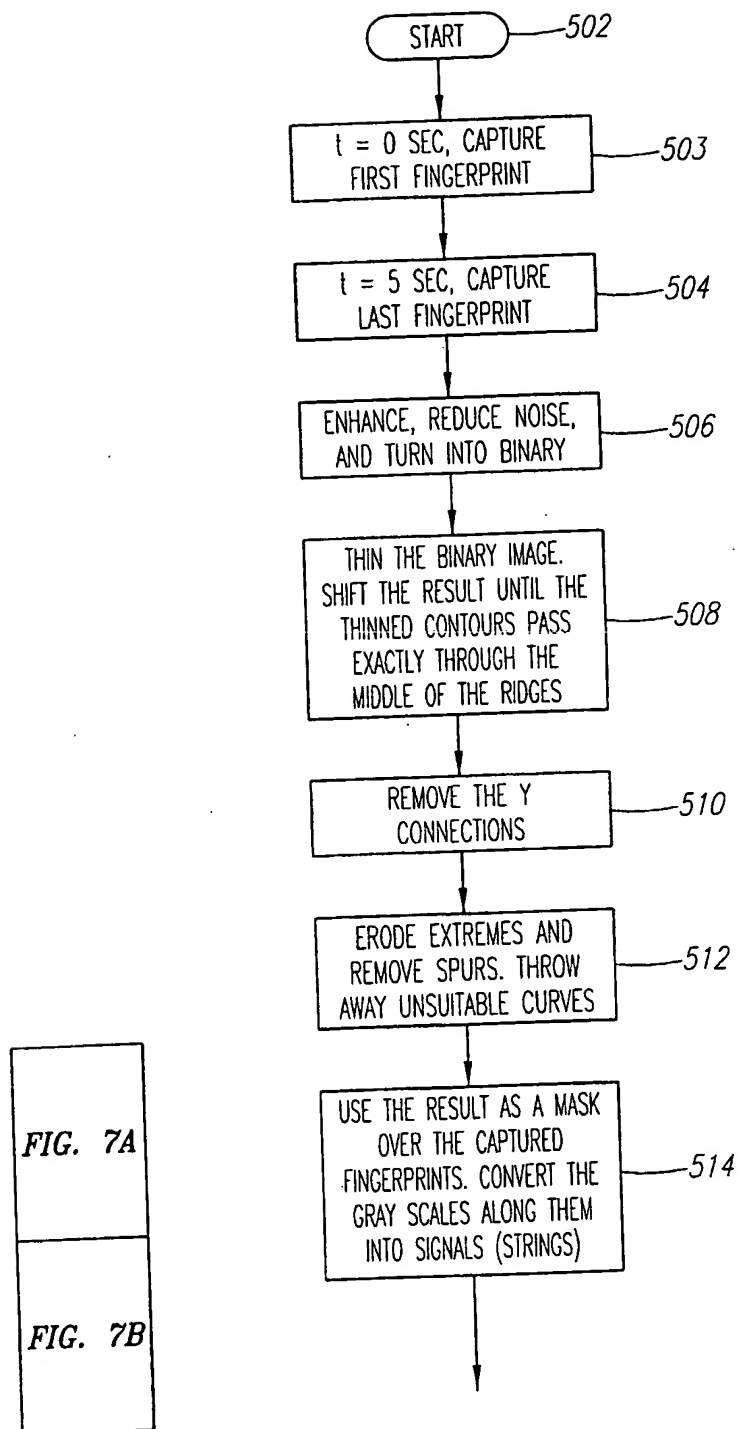 START
502
t = 0 SEC, CAPTURE
FIRST FINGERPRINT
503
t = 5 SEC, CAPTURE
LAST FINGERPRINT
504
ENHANCE, REDUCE NOISE,
AND TURN INTO BINARY
506
THIN THE BINARY IMAGE.
SHIFT THE RESULT UNTIL THE
THINNED CONTOURS PASS
EXACTLY THROUGH THE
MIDDLE OF THE RIDGES
508
REMOVE THE Y
CONNECTIONS
510
ERODE EXTREMES AND
REMOVE SPURS. THROW
AWAY UNSUITABLE CURVES
512
USE THE RESULT AS A MASK
OVER THE CAPTURED
FINGERPRINTS. CONVERT THE
GRAY SCALES ALONG THEM
INTO SIGNALS (STRINGS)
514
FIG. 7A
FIG. 7B